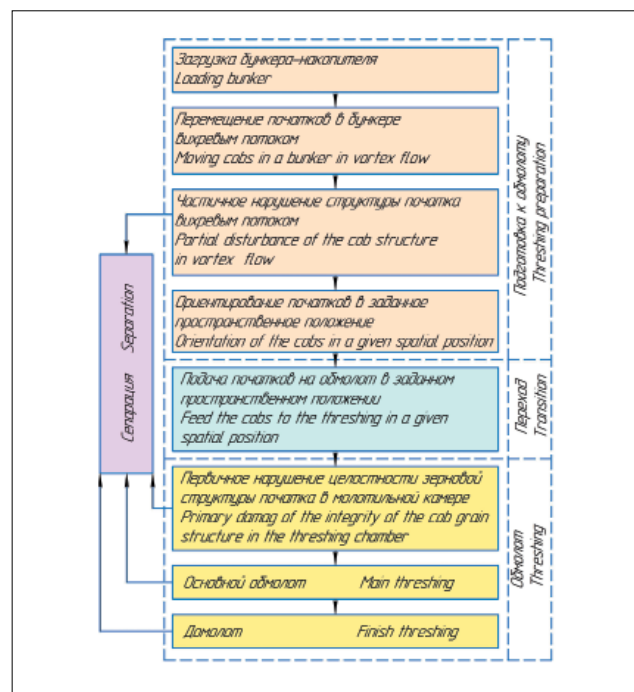 Загрузка бункера-накопителя
Loading bunker
Перемещение початков в бункере
вихревым потоком
Moving cobs in a bunker in vortex flow
Частичное нарушение структуры початка
вихревым потоком
Partial disturbance of the cob structure
in vortex flow
Ориентирование початков в заданное
пространственное положение
Orientation of the cobs in a given spatial position
Подача початков на обмолот в заданном
пространственном положении
Feed the cobs to the threshing in a given
spatial position
Первичное нарушение целостности зерновой
структуры початка в молотильной камере
Primary damag of the integrity of the cob grain
structure in the threshing chamber
Основной обмолот Main threshing
Домолот Finish threshing
Сепарация Separation
Подготовка к обмолоту
Threshing preparation
Переход
Transition
Обмолот
Threshing